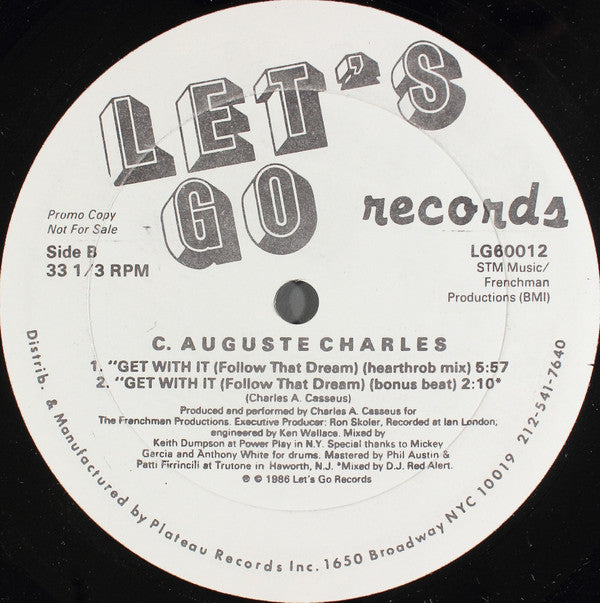 LET'S
GO
records
Promo Copy
Not For Sale
Side B
33 1/3 RPM
LG60012
STM Music/
Frenchman
Productions (BMI)
C. AUGUSTE CHARLES
1. "GET WITH IT (Follow That Dream) (hearthrob mix) 5:57
2. "GET WITH IT (Follow That Dream) (bonus beat) 2:10*
(Charles A. Casseus)
Produced and performed by Charles A. Casseus for
The Franchman Productions. Executive Producer: Ron Skoler, Recorded at Ian London;
engineered by Ken Wallace. Mixed by
Keith Dumpson at Power Play in N.Y. Special thanks to Mickey
Garcia and Anthony White for drums. Mastered by Phil Austin &
Patti Firrincili at Trutone in Haworth, N.J. *Mixed by D.J. Red Alert.
℗ © 1986 Let's Go Records
Distrib. & Manufactured by Plateau Records Inc. 1650 Broadway NYC 10019 212-541-7640